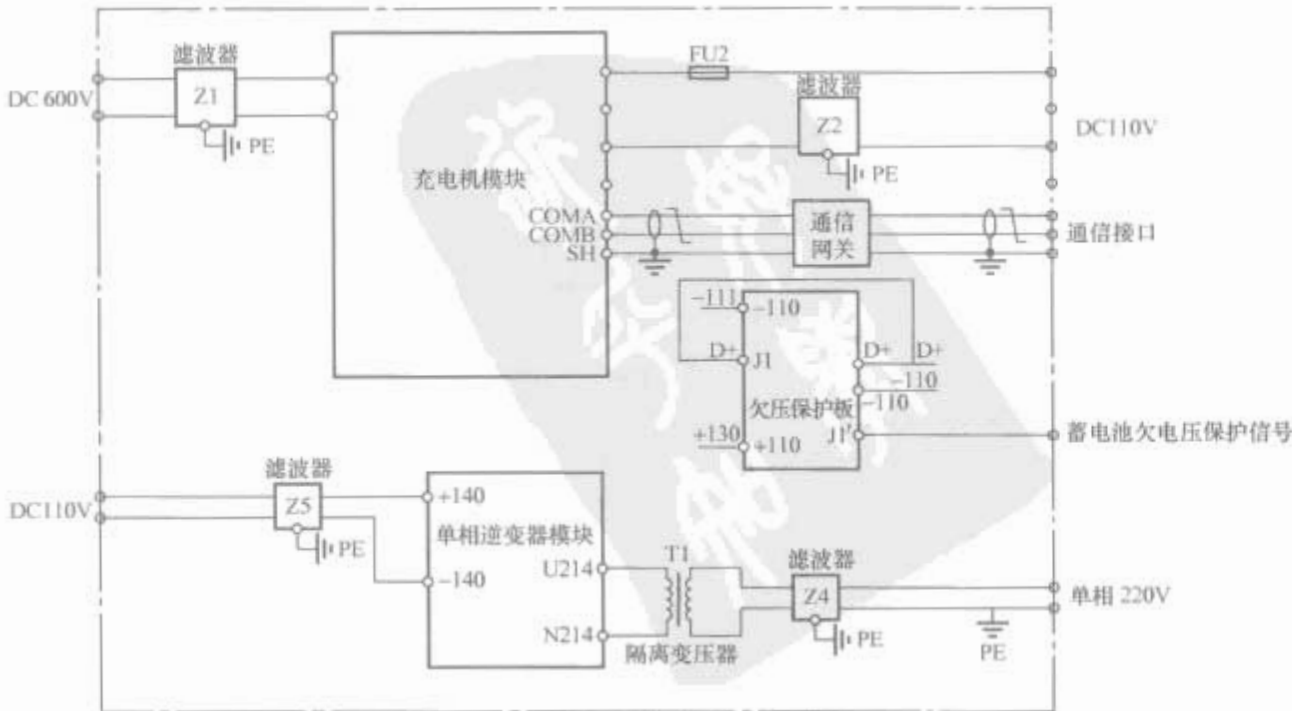 滤波器
Z1
PE
DC 600V
充电机模块
COMA
COMB
SH
FU2
滤波器
Z2
PE
DC110V
通信
网关
通信接口
-111
-110
D+
J1
D+
D+
-110
-110
欠压保护板
+130
+110
J1'
蓄电池欠电压保护信号
滤波器
Z5
PE
DC110V
+140
单相逆变器模块
-140
U214
N214
T1
隔离变压器
滤波器
Z4
PE
单相 220V
PE